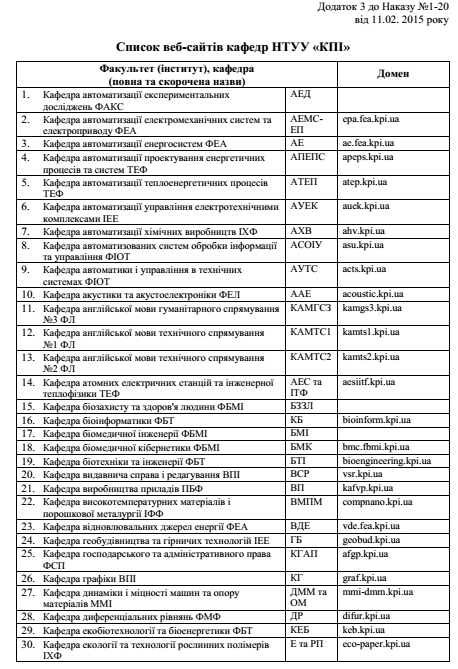 Додаток 3 до Наказу №1-20
від 11.02. 2015 року
Список веб-сайтів кафедр НТУУ «КПІ»
Факультет (інститут), кафедра
(повна та скорочена назви)
Домен
1. Кафедра автоматизації експериментальних АЕД
досліджень ФАКС
2. Кафедра автоматизації електромеханічних систем та АЕМС- epa.fea.kpi.ua
електроприводу ФЕА ЕП
3. Кафедра автоматизації енергосистем ФЕА АЕ ae.fea.kpi.ua
4. Кафедра автоматизації проектування енергетичних АПЕПС apeps.kpi.ua
процесів та систем ТЕФ
5. Кафедра автоматизації теплоенергетичних процесів АТЕП atep.kpi.ua
ТЕФ
6. Кафедра автоматизації управління електротехнічними АУЕК auek.kpi.ua
комплексами ІЕЕ
7. Кафедра автоматизації хімічних виробництв ІХФ АХВ ahv.kpi.ua
8. Кафедра автоматизованих систем обробки інформації АСОІУ asu.kpi.ua
та управління ФІОТ
9. Кафедра автоматики і управління в технічних АУТС acts.kpi.ua
системах ФІОТ
10. Кафедра акустики та акустоелектроніки ФЕЛ ААЕ acoustic.kpi.ua
11. Кафедра англійської мови гуманітарного спрямування КАМГС3 kamgs3.kpi.ua
№3 ФЛ
12. Кафедра англійської мови технічного спрямування КАМТС1 kamts1.kpi.ua
№1 ФЛ
13. Кафедра англійської мови технічного спрямування КАМТС2 kamts2.kpi.ua
№2 ФЛ
14. Кафедра атомних електричних станцій та інженерної АЕС та aesiitf.kpi.ua
теплофізики ТЕФ ІТФ
15. Кафедра біозахисту та здоров'я людини ФБМІ БЗЗЛ
16. Кафедра біоінформатики ФБТ КБ bioinform.kpi.ua
17. Кафедра біомедичної інженерії ФБМІ БМІ
18. Кафедра біомедичної кібернетики ФБМІ БМК bmc.fbmi.kpi.ua
19. Кафедра біотехніки та інженерії ФБТ БТІ bioengineering.kpi.ua
20. Кафедра видавнича справа і редагування ВПІ ВСР vsr.kpi.ua
21. Кафедра виробництва приладів ПБФ ВП kafvp.kpi.ua
22. Кафедра високотемпературних матеріалів і ВМПМ compnano.kpi.ua
порошкової металургії ІФФ
23. Кафедра відновлювальних джерел енергії ФЕА ВДЕ vde.fea.kpi.ua
24. Кафедра геобудівництва та гірничих технологій ІЕЕ ГБ geobud.kpi.ua
25. Кафедра господарського та адміністративного права КГАП afgp.kpi.ua
ФСП
26. Кафедра графіки ВПІ КГ graf.kpi.ua
27. Кафедра динаміки і міцності машин та опору ДММ та mmi-dmm.kpi.ua
матеріалів ММІ ОМ
28. Кафедра диференціальних рівнянь ФМФ ДР difur.kpi.ua
29. Кафедра екобіотехнології та біоенергетики ФБТ КЕБ keb.kpi.ua
30. Кафедра екології та технології рослинних полімерів Е та РП eco-paper.kpi.ua
ІХФ